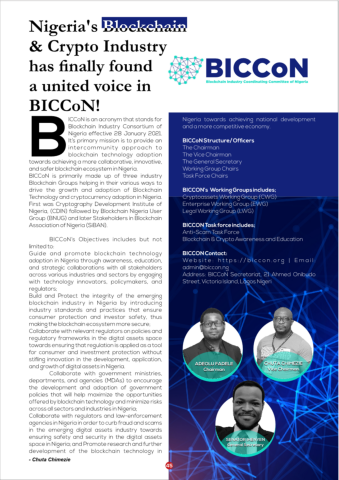 Nigeria's Blockchain
& Crypto Industry
has finally found
a united voice in
BICCoN!
BICCoN
Blockchain Industry Coordinating Committee of Nigeria
BICCoN is an acronym that stands for
Blockchain Industry Consortium of
Nigeria effective 28 January 2021,
It's primary mission is to provide an
intercommunity approach to
blockchain technology adoption
towards achieving a more collaborative, innovative,
and safer blockchain ecosystem in Nigeria.
BICCoN is primarily made up of three industry
Blockchain Groups helping in their various ways to
drive the growth and adoption of Blockchain
Technology and cryptocurrency adoption in Nigeria.
First was Cryptography Development Institute of
Nigeria, (CDIN) followed by Blockchain Nigeria User
Group (BNUG) and later Stakeholders in Blockchain
Association of Nigeria (SiBAN).
BICCoN's Objectives includes but not
limited to;
Guide and promote blockchain technology
adoption in Nigeria through awareness, education,
and strategic collaborations with all stakeholders
across various industries and sectors by engaging
with technology innovators, policymakers, and
regulators;
Build and Protect the integrity of the emerging
blockchain industry in Nigeria by introducing
industry standards and practices that ensure
consumer protection and investor safety, thus
making the blockchain ecosystem more secure;
Collaborate with relevant regulators on policies and
regulatory frameworks in the digital assets space
towards ensuring that regulation is applied as a tool
for consumer and investment protection without
stifling innovation in the development, application,
and growth of digital assets in Nigeria.
Collaborate with government ministries,
departments, and agencies (MDAs) to encourage
the development and adoption of government
policies that will help maximize the opportunities
offered by blockchain technology and minimize risks
across all sectors and industries in Nigeria;
Collaborate with regulators and law-enforcement
agencies in Nigeria in order to curb fraud and scams
in the emerging digital assets industry towards
ensuring safety and security in the digital assets
space in Nigeria; and Promote research and further
development of the blockchain technology in
- Chuta Chimezie
Nigeria towards achieving national development
and a more competitive economy.
BICCoN Structure/ Officers
The Chairman
The Vice Chairman
The General Secretary
Working Group Chairs
Task Force Chairs
BICCoN's Working Groups includes;
Cryptoassets Working Group (CWG)
Enterprise Working Group (EWG)
Legal Working Group (LWG)
BICCON Task force includes;
Anti-Scam Task Force
Blockchain & Crypto Awareness and Education
BICCON Contact:
Website: https://biccon.org | Email:
admin@biccon.ng
Address: BICCoN Secretariat, 21 Ahmed Onibudo
Street, Victoria Island, Lagos Nigeri
Chairman
CHUTA CHIMEZIE
General Secretary